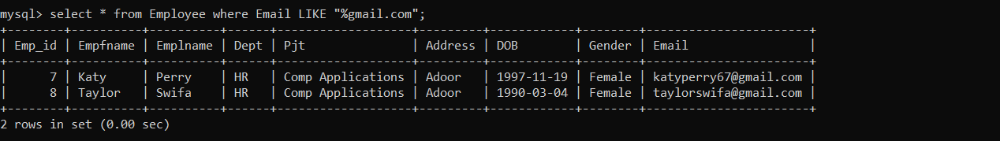 mysql> select * from Employee where Email LIKE "%gmail.com";
+--------+----------+----------+------+-------------------+---------+------------+--------+-----------------------+
| Emp_id | Empfname | Emplname | Dept | Pjt               | Address | DOB        | Gender | Email                 |
+--------+----------+----------+------+-------------------+---------+------------+--------+-----------------------+
|      7 | Katy     | Perry    | HR   | Comp Applications | Adoor   | 1997-11-19 | Female | katyperry67@gmail.com |
|      8 | Taylor   | Swifa    | HR   | Comp Applications | Adoor   | 1990-03-04 | Female | taylorswifa@gmail.com |
+--------+----------+----------+------+-------------------+---------+------------+--------+-----------------------+
2 rows in set (0.00 sec)